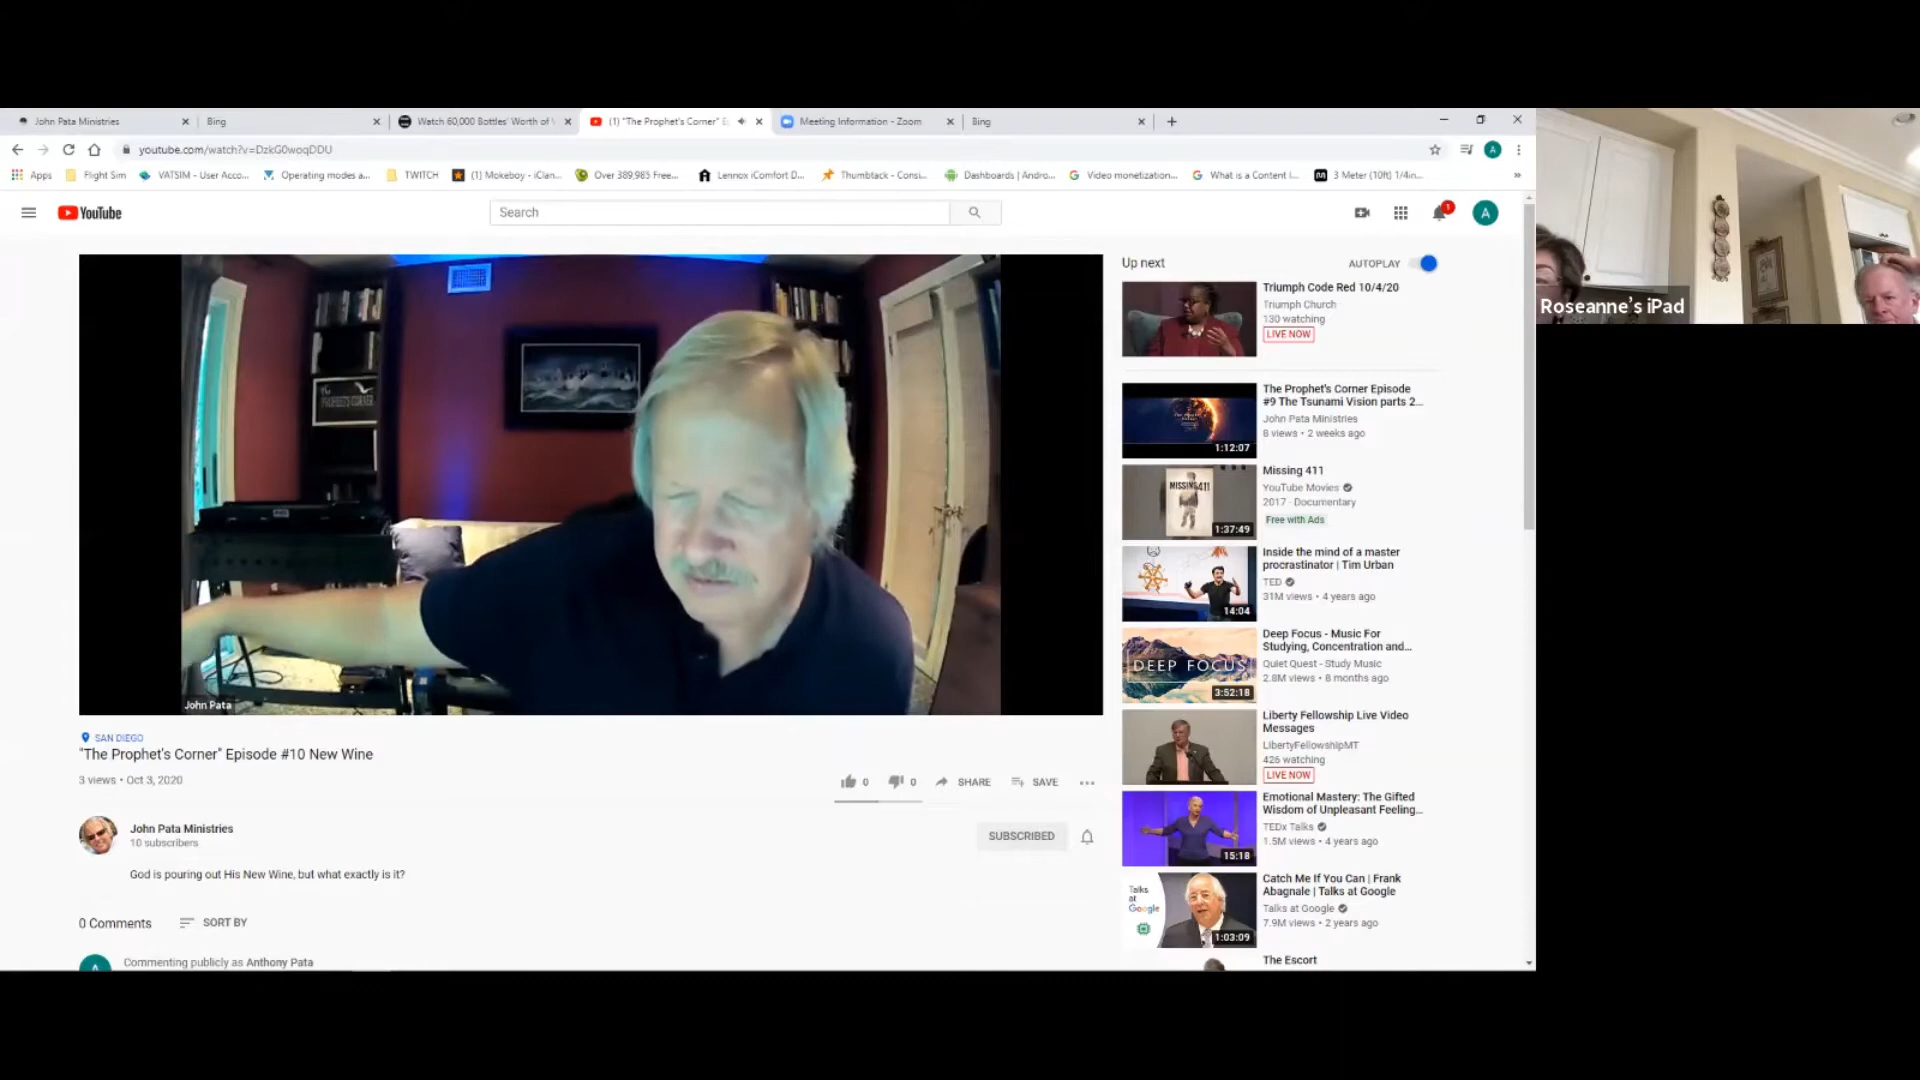 John Pata Ministries
Bing
Watch 60,000 Bottles' Worth of
(1) "The Prophet's Corner" E
Meeting Information - Zoom
Bing
youtube.com/watch?v=DzkG0woqDDU
Apps
Flight Sim
VATSIM - User Acco...
Operating modes a...
TWITCH
(1) Mokeboy - iClan...
Over 389,985 Free...
Lennox iComfort D...
Thumbtack - Consi...
Dashboards | Andro...
Video monetization...
What is a Content I...
3 Meter (10ft) 1/4in...
YouTube
Search
1
A
Up next
AUTOPLAY
Triumph Code Red 10/4/20
Triumph Church
130 watching
LIVE NOW
The Prophet's Corner Episode
#9 The Tsunami Vision parts 2...
John Pata Ministries
8 views • 2 weeks ago
1:12:07
Missing 411
YouTube Movies
2017 · Documentary
Free with Ads
MISSING 411
1:37:49
Inside the mind of a master
procrastinator | Tim Urban
TED
31M views • 4 years ago
14:04
Deep Focus - Music For
Studying, Concentration and...
Quiet Quest - Study Music
2.8M views • 8 months ago
DEEP FOCUS
3:52:18
Liberty Fellowship Live Video
Messages
LibertyFellowshipMT
426 watching
LIVE NOW
Emotional Mastery: The Gifted
Wisdom of Unpleasant Feeling...
TEDx Talks
1.5M views • 4 years ago
15:18
Catch Me If You Can | Frank
Abagnale | Talks at Google
Talks at Google
7.9M views • 2 years ago
Talks
at
Google
1:03:09
The Escort
PROPHET'S CORNER
John Pata
SAN DIEGO
"The Prophet's Corner" Episode #10 New Wine
3 views • Oct 3, 2020
0
0
SHARE
SAVE
John Pata Ministries
10 subscribers
SUBSCRIBED
God is pouring out His New Wine, but what exactly is it?
0 Comments
SORT BY
A
Commenting publicly as Anthony Pata
Roseanne's iPad